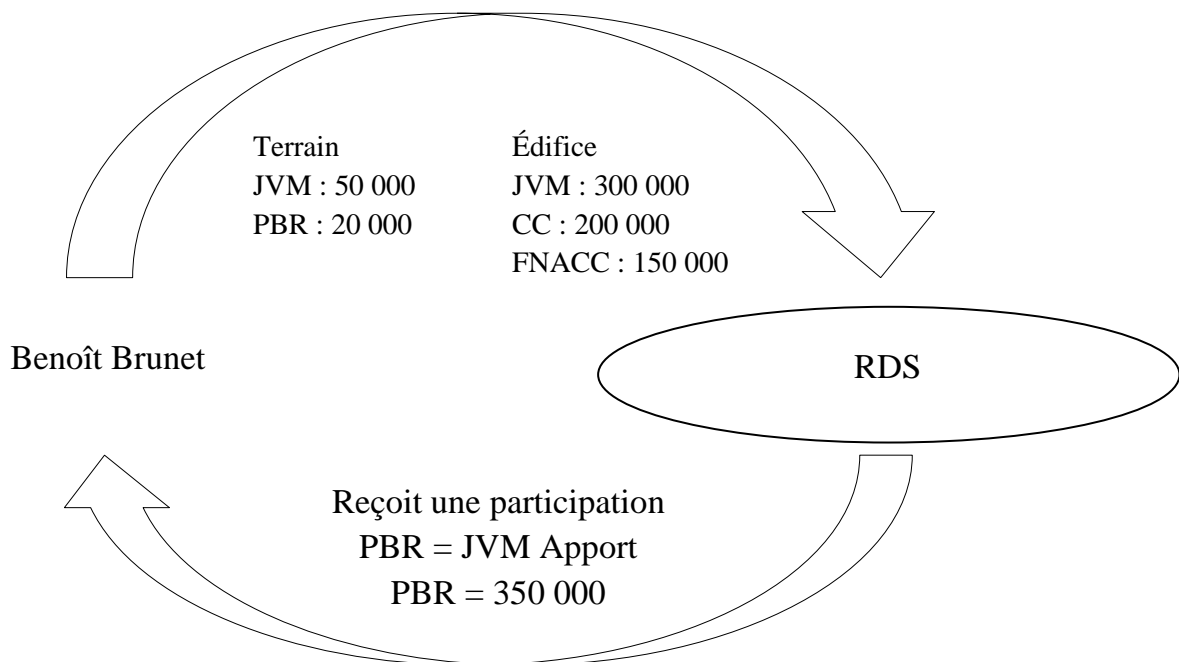 Terrain
JVM : 50 000
PBR : 20 000
Édifice
JVM : 300 000
CC : 200 000
FNACC : 150 000
Benoît Brunet
RDS
Reçoit une participation
PBR = JVM Apport
PBR = 350 000